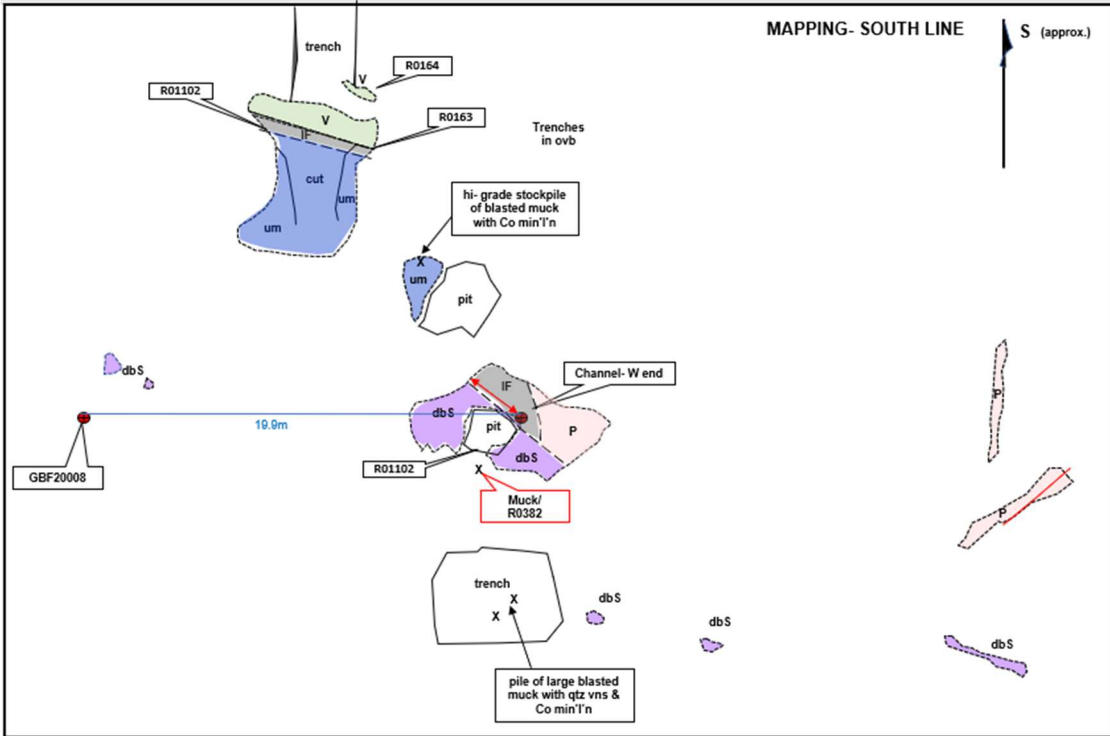 MAPPING- SOUTH LINE
S (approx.)
trench
V
R0164
R01102
V
R0163
IF
Trenches
in ovb
cut
um
um
hi- grade stockpile
of blasted muck
with Co min'l'n
X
um
pit
dbS
IF
Channel- W end
P
dbS
19.9m
pit
P
dbS
R01102
GBF20008
X
Muck/
R0382
P
trench
X
X
dbS
dbS
dbS
pile of large blasted
muck with qtz vns &
Co min'l'n